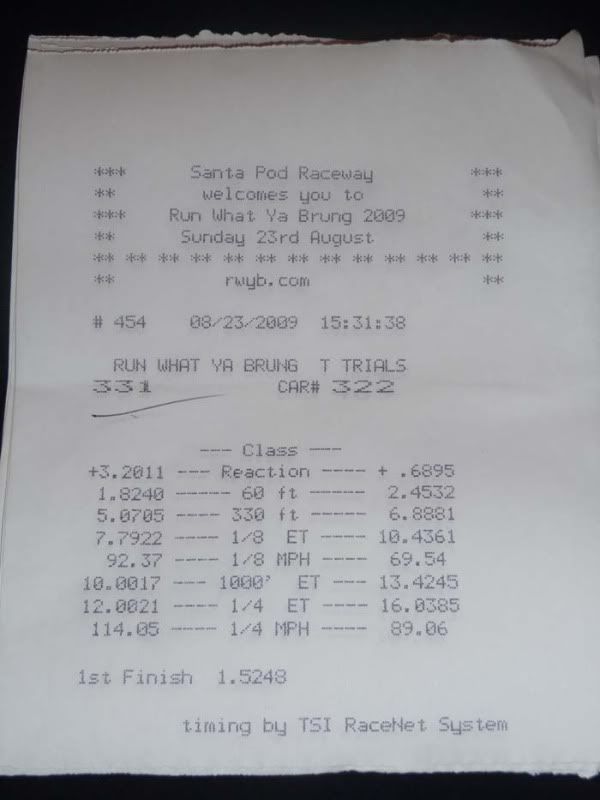 *** Santa Pod Raceway ***
** welcomes you to **
*** Run What Ya Brung 2009 ***
** Sunday 23rd August **
** ** ** ** ** ** ** ** ** ** ** ** **
** rwyb.com **
# 454 08/23/2009 15:31:38
RUN WHAT YA BRUNG T TRIALS
331 CAR# 322
--- Class ---
+3.2011 --- Reaction ---- + .6895
1.8240 ----- 60 ft ----- 2.4532
5.0705 ---- 330 ft ----- 6.8881
7.7922 ---- 1/8 ET ---- 10.4361
92.37 ---- 1/8 MPH ---- 69.54
10.0017 --- 1000' ET ---- 13.4245
12.0021 ---- 1/4 ET ---- 16.0385
114.05 ---- 1/4 MPH ---- 89.06
1st Finish 1.5248
timing by TSI RaceNet System